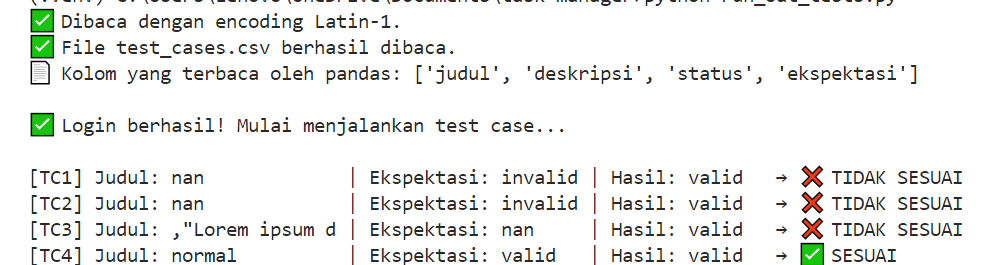 ✅ Dibaca dengan encoding Latin-1.
✅ File test_cases.csv berhasil dibaca.
📄 Kolom yang terbaca oleh pandas: ['judul', 'deskripsi', 'status', 'ekspektasi']
✅ Login berhasil! Mulai menjalankan test case...
[TC1] Judul: nan | Ekspektasi: invalid | Hasil: valid → ❌ TIDAK SESUAI
[TC2] Judul: nan | Ekspektasi: invalid | Hasil: valid → ❌ TIDAK SESUAI
[TC3] Judul: ,"Lorem ipsum d | Ekspektasi: nan | Hasil: valid → ❌ TIDAK SESUAI
[TC4] Judul: normal | Ekspektasi: valid | Hasil: valid → ✅ SESUAI